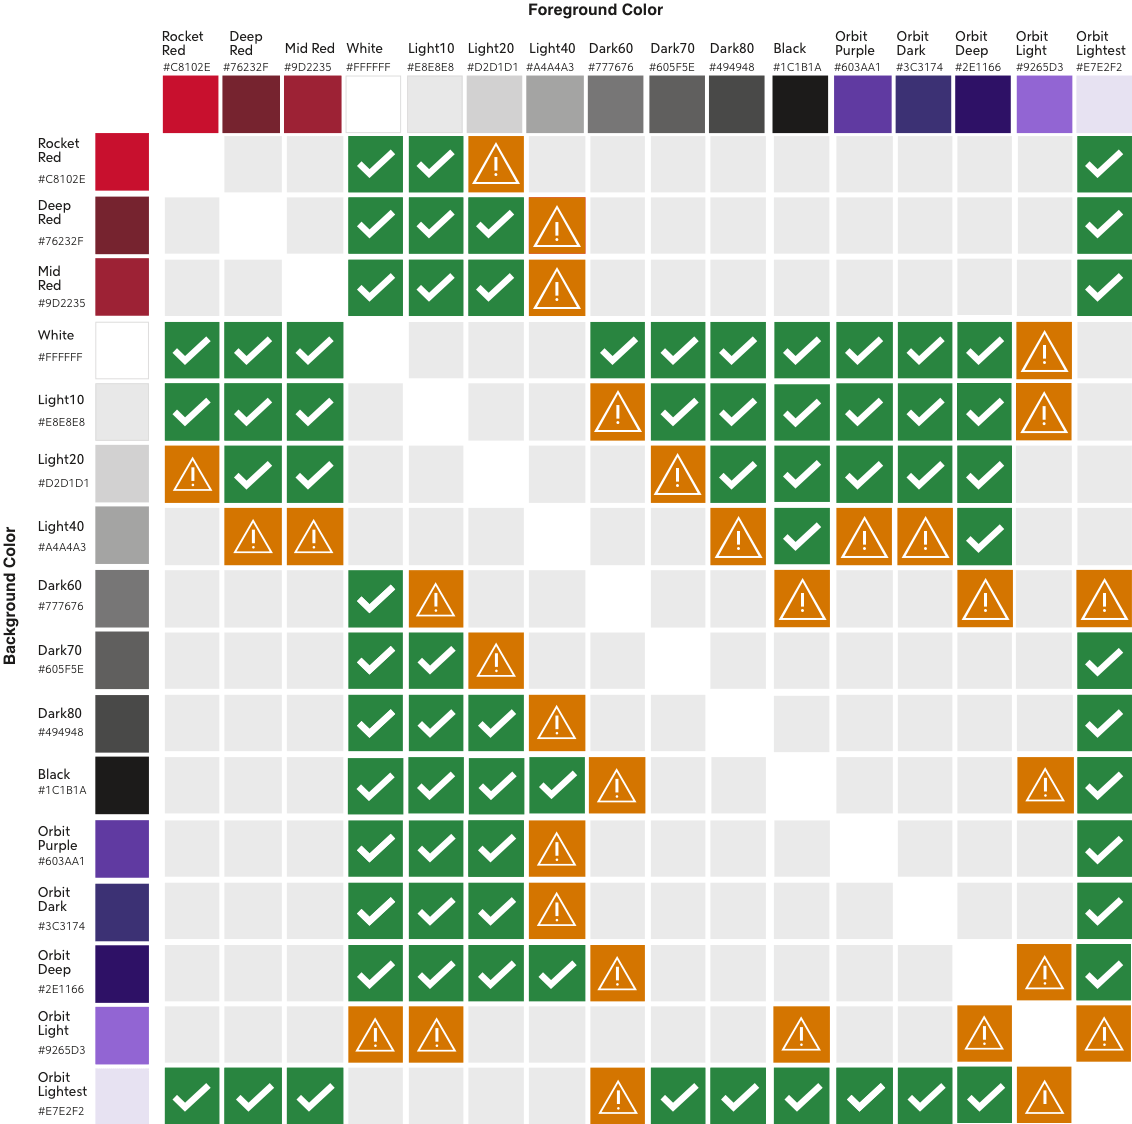 Foreground Color
Rocket Red
#C8102E
Deep Red
#76232F
Mid Red
#9D2235
White
#FFFFFF
Light10
#E8E8E8
Light20
#D2D1D1
Light40
#A4A4A3
Dark60
#777676
Dark70
#605F5E
Dark80
#494948
Black
#1C1B1A
Orbit Purple
#603AA1
Orbit Dark
#3C3174
Orbit Deep
#2E1166
Orbit Light
#9265D3
Orbit Lightest
#E7E2F2
Background Color
Rocket
Red
#C8102E
Deep
Red
#76232F
Mid
Red
#9D2235
White
#FFFFFF
Light10
#E8E8E8
Light20
#D2D1D1
Light40
#A4A4A3
Dark60
#777676
Dark70
#605F5E
Dark80
#494948
Black
#1C1B1A
Orbit
Purple
#603AA1
Orbit
Dark
#3C3174
Orbit
Deep
#2E1166
Orbit
Light
#9265D3
Orbit
Lightest
#E7E2F2